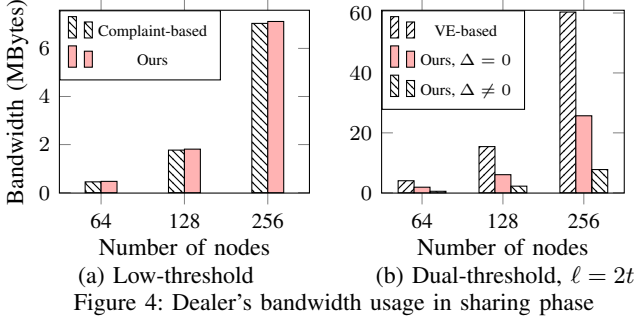 Bandwidth (MBytes)
6
4
2
0
Complaint-based
Ours
64 128 256
Number of nodes
(a) Low-threshold
60
40
20
0
VE-based
Ours, Δ = 0
Ours, Δ ≠ 0
64 128 256
Number of nodes
(b) Dual-threshold, ℓ = 2t
Figure 4: Dealer's bandwidth usage in sharing phase